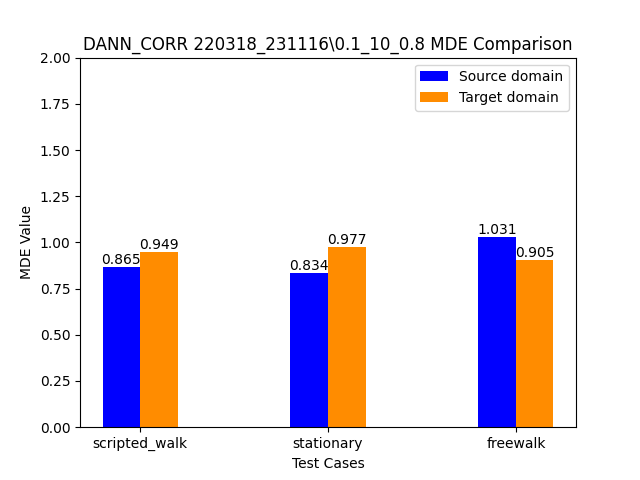 DANN_CORR 220318_231116\0.1_10_0.8 MDE Comparison
2.00
1.75
1.50
1.25
1.00
0.75
0.50
0.25
0.00
MDE Value
Source domain
Target domain
0.865
0.949
0.834
0.977
1.031
0.905
scripted_walk
stationary
freewalk
Test Cases